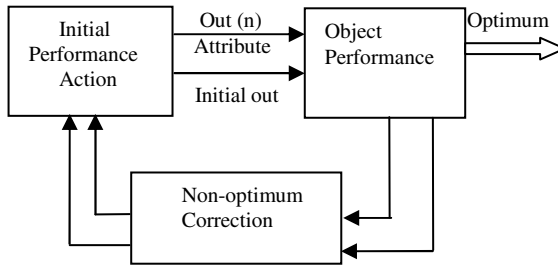 Initial
Performance
Action
Out (n)
Attribute
Initial out
Object
Performance
Optimum
Non-optimum
Correction